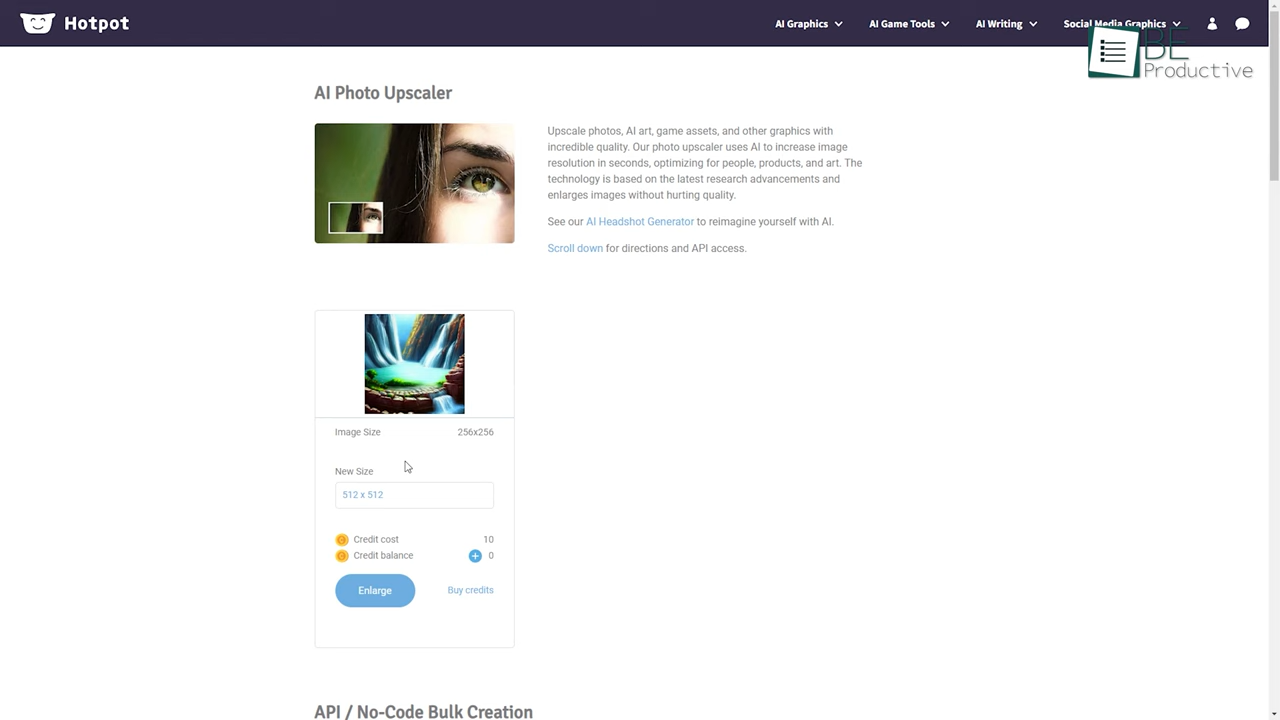 Hotpot
AI Graphics
AI Game Tools
AI Writing
Social Media Graphics
BE
Productive
AI Photo Upscaler
Upscale photos, AI art, game assets, and other graphics with
incredible quality. Our photo upscaler uses AI to increase image
resolution in seconds, optimizing for people, products, and art. The
technology is based on the latest research advancements and
enlarges images without hurting quality.
See our AI Headshot Generator to reimagine yourself with AI.
Scroll down for directions and API access.
Image Size 256x256
New Size
512 x 512
Credit cost 10
Credit balance 0
Enlarge Buy credits
API / No-Code Bulk Creation